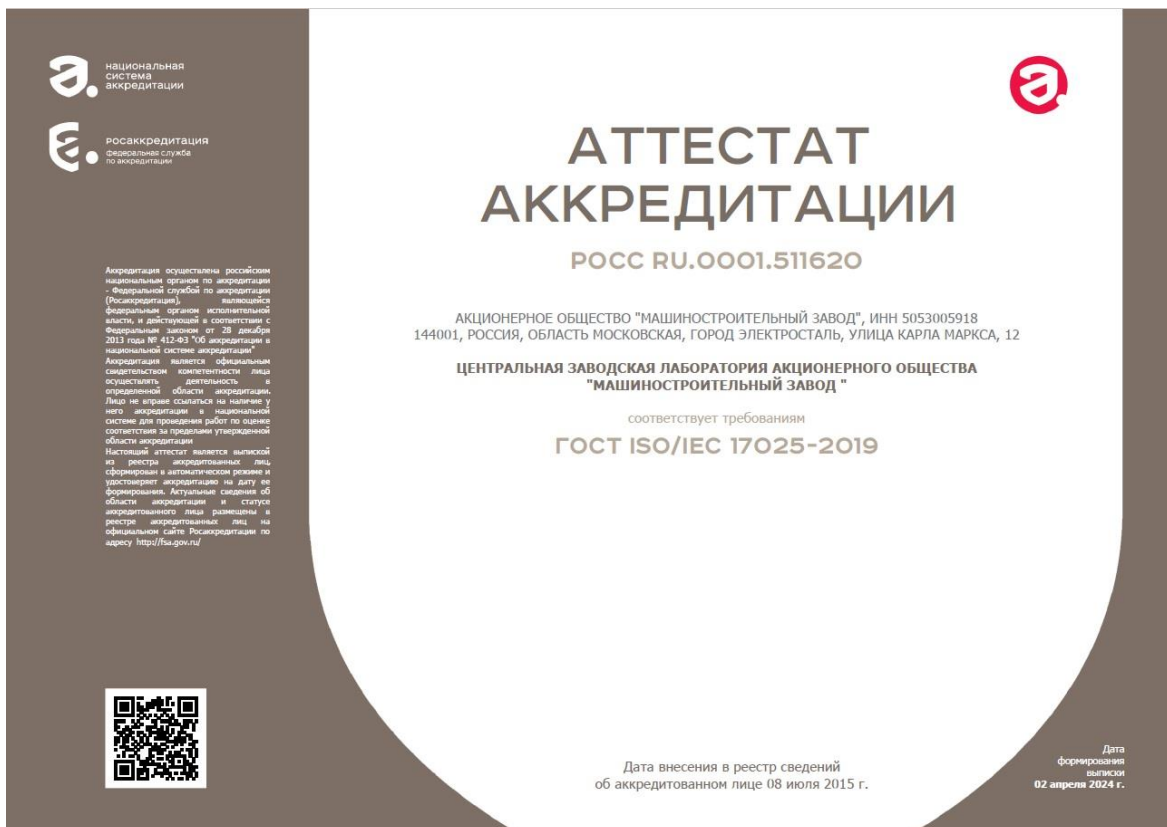 национальная
система
аккредитации
росаккредитация
федеральная служба
по аккредитации
АТТЕСТАТ
АККРЕДИТАЦИИ
РОСС RU.0001.511620
АКЦИОНЕРНОЕ ОБЩЕСТВО "МАШИНОСТРОИТЕЛЬНЫЙ ЗАВОД", ИНН 5053005918
144001, РОССИЯ, ОБЛАСТЬ МОСКОВСКАЯ, ГОРОД ЭЛЕКТРОСТАЛЬ, УЛИЦА КАРЛА МАРКСА, 12
ЦЕНТРАЛЬНАЯ ЗАВОДСКАЯ ЛАБОРАТОРИЯ АКЦИОНЕРНОГО ОБЩЕСТВА
"МАШИНОСТРОИТЕЛЬНЫЙ ЗАВОД "
соответствует требованиям
ГОСТ ISO/IEC 17025-2019
Аккредитация осуществлена российским
национальным органом по аккредитации
- Федеральной службой по аккредитации
(Росаккредитация), являющейся
федеральным органом исполнительной
власти, и действующей в соответствии с
Федеральным законом от 28 декабря
2013 года № 412-ФЗ "Об аккредитации в
национальной системе аккредитации"
Аккредитация является официальным
свидетельством компетентности лица
осуществлять деятельность в
определенной области аккредитации.
Лицо не вправе ссылаться на наличие у
него аккредитации в национальной
системе для проведения работ по оценке
соответствия за пределами утвержденной
области аккредитации
Настоящий аттестат является выпиской
из реестра аккредитованных лиц,
сформирован в автоматическом режиме и
удостоверяет аккредитацию на дату ее
формирования. Актуальные сведения об
области аккредитации и статусе
аккредитованного лица размещены в
реестре аккредитованных лиц на
официальном сайте Росаккредитации по
адресу http://fsa.gov.ru/
Дата внесения в реестр сведений
об аккредитованном лице 08 июля 2015 г.
Дата
формирования
выписки
02 апреля 2024 г.